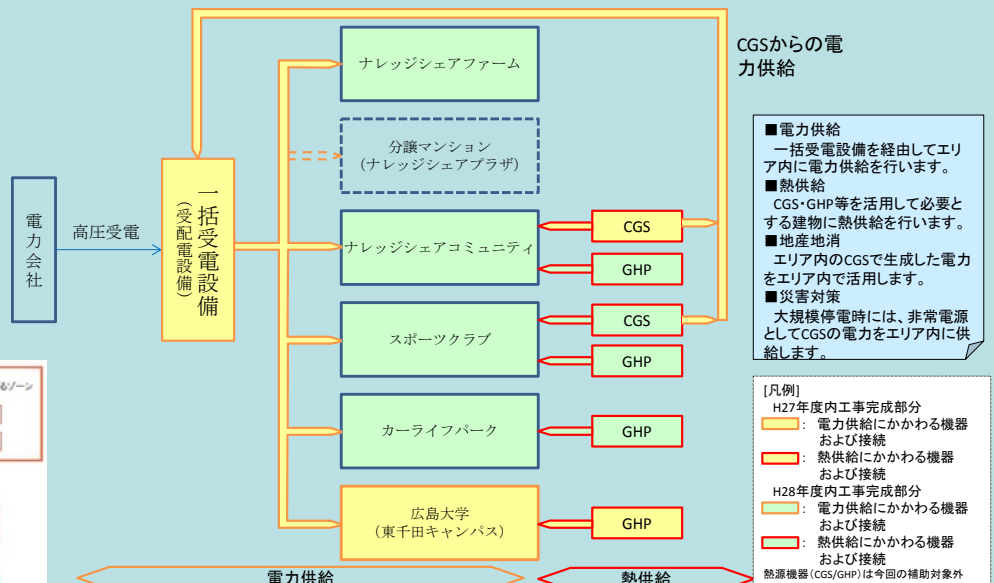 CGSからの電
力供給
ナレッジシェアファーム
分譲マンション
(ナレッジシェアプラザ)
電力会社
高圧受電
一括受電設備
(受配電設備)
ナレッジシェアコミュニティ
CGS
GHP
スポーツクラブ
CGS
GHP
カーライフパーク
GHP
広島大学
(東千田キャンパス)
GHP
電力供給
熱供給
■電力供給
一括受電設備を経由してエリ
ア内に電力供給を行います。
■熱供給
CGS・GHP等を活用して必要と
する建物に熱供給を行います。
■地産地消
エリア内のCGSで生成した電力
をエリア内で活用します。
■災害対策
大規模停電時には、非常電源
としてCGSの電力をエリア内に供
給します。
[凡例]
H27年度内工事完成部分
: 電力供給にかかわる機器
および接続
: 熱供給にかかわる機器
および接続
H28年度内工事完成部分
: 電力供給にかかわる機器
および接続
: 熱供給にかかわる機器
および接続
熱源機器(CGS/GHP)は今回の補助対象外
るゾーン